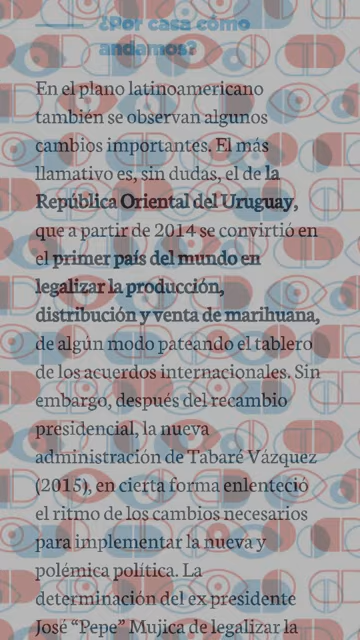 ¿Por casa cómo
andamos?
En el plano latinoamericano
también se observan algunos
cambios importantes. El más
llamativo es, sin dudas, el de la
República Oriental del Uruguay,
que a partir de 2014 se convirtió en
el primer país del mundo en
legalizar la producción,
distribución y venta de marihuana,
de algún modo pateando el tablero
de los acuerdos internacionales. Sin
embargo, después del recambio
presidencial, la nueva
administración de Tabaré Vázquez
(2015), en cierta forma enlenteció
el ritmo de los cambios necesarios
para implementar la nueva y
polémica política. La
determinación del ex presidente
José “Pepe” Mujica de legalizar la